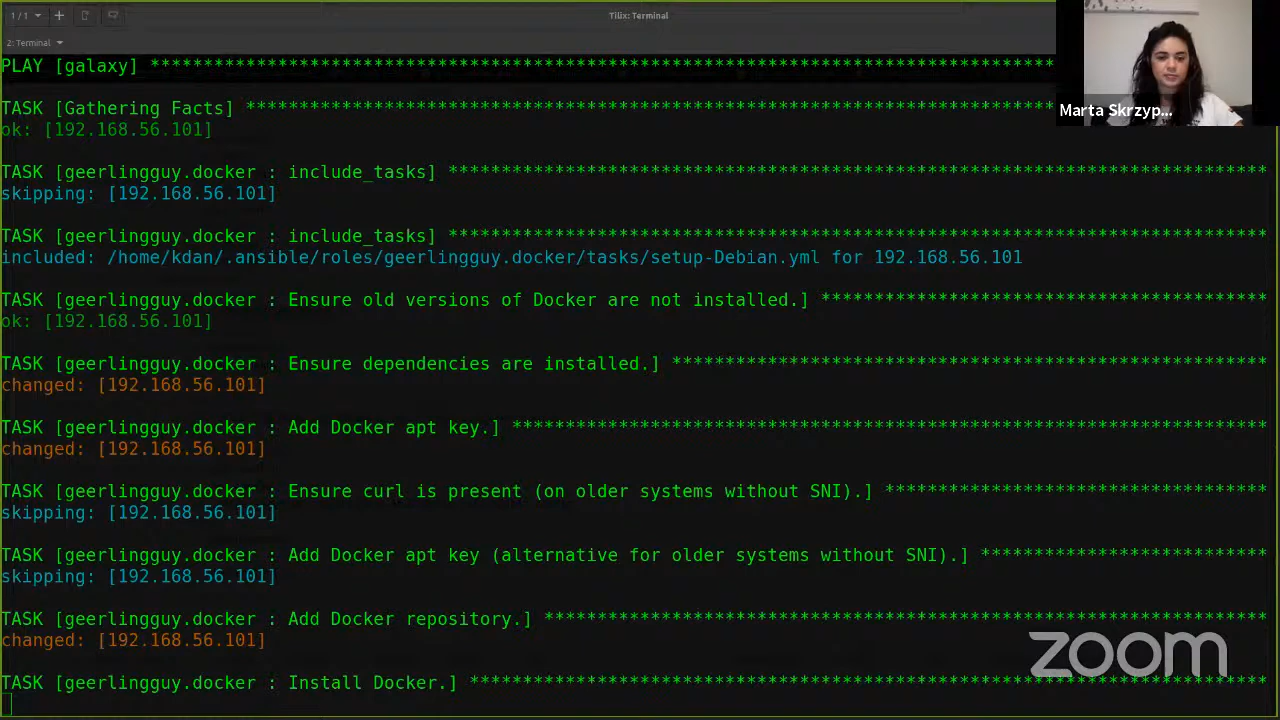 1 / 1
Tilix: Terminal
2: Terminal
PLAY [galaxy] *************************************************************************************
TASK [Gathering Facts] ****************************************************************************
ok: [192.168.56.101]
TASK [geerlingguy.docker : include_tasks] *****************************************************************************
skipping: [192.168.56.101]
TASK [geerlingguy.docker : include_tasks] *****************************************************************************
included: /home/kdan/.ansible/roles/geerlingguy.docker/tasks/setup-Debian.yml for 192.168.56.101
TASK [geerlingguy.docker : Ensure old versions of Docker are not installed.] ******************************************
ok: [192.168.56.101]
TASK [geerlingguy.docker : Ensure dependencies are installed.] ********************************************************
changed: [192.168.56.101]
TASK [geerlingguy.docker : Add Docker apt key.] ***********************************************************************
changed: [192.168.56.101]
TASK [geerlingguy.docker : Ensure curl is present (on older systems without SNI).] ************************************
skipping: [192.168.56.101]
TASK [geerlingguy.docker : Add Docker apt key (alternative for older systems without SNI).] ***************************
skipping: [192.168.56.101]
TASK [geerlingguy.docker : Add Docker repository.] ********************************************************************
changed: [192.168.56.101]
TASK [geerlingguy.docker : Install Docker.] ***************************************************************************
Marta Skrzyp...
zoom